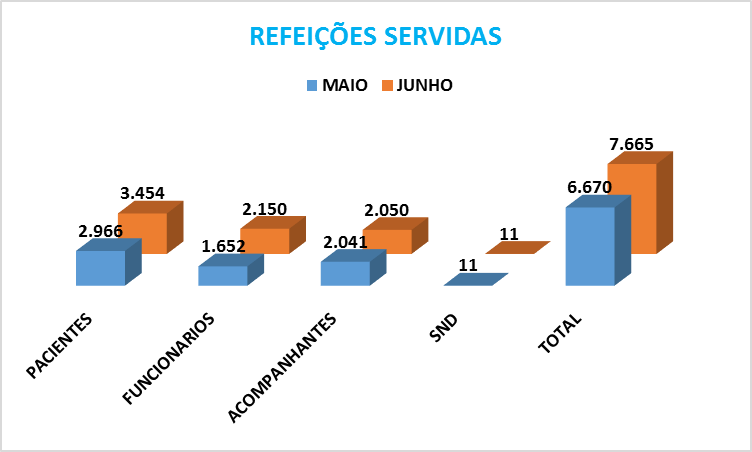 REFEIÇÕES SERVIDAS
MAIO JUNHO
2.966 3.454
1.652 2.150
2.041 2.050
11 11
6.670 7.665
PACIENTES
FUNCIONARIOS
ACOMPANHANTES
SND
TOTAL